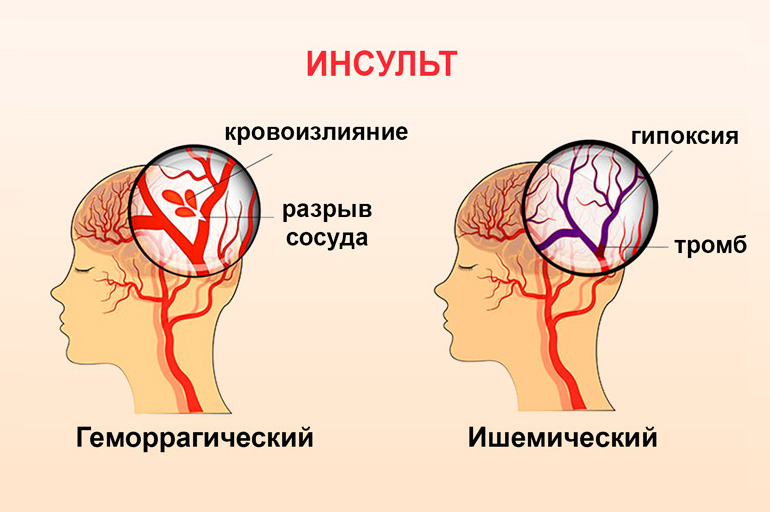 ИНСУЛЬТ
кровоизлияние
разрыв
сосуда
Геморрагический
гипоксия
тромб
Ишемический